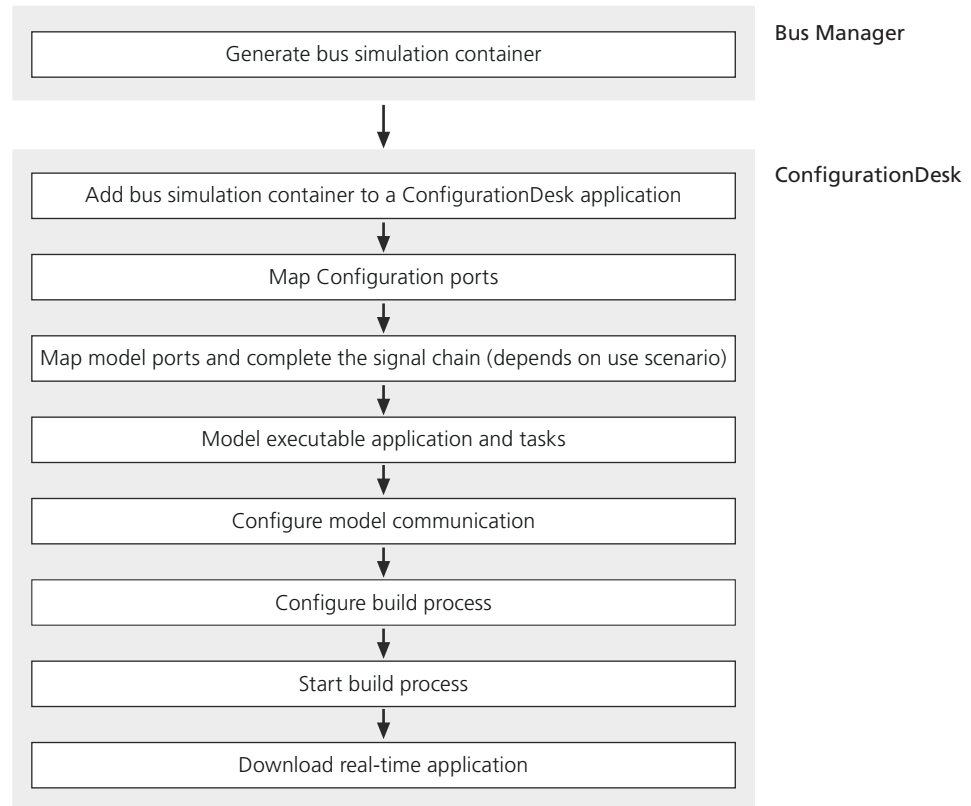 Bus Manager
Generate bus simulation container
ConfigurationDesk
Add bus simulation container to a ConfigurationDesk application
Map Configuration ports
Map model ports and complete the signal chain (depends on use scenario)
Model executable application and tasks
Configure model communication
Configure build process
Start build process
Download real-time application